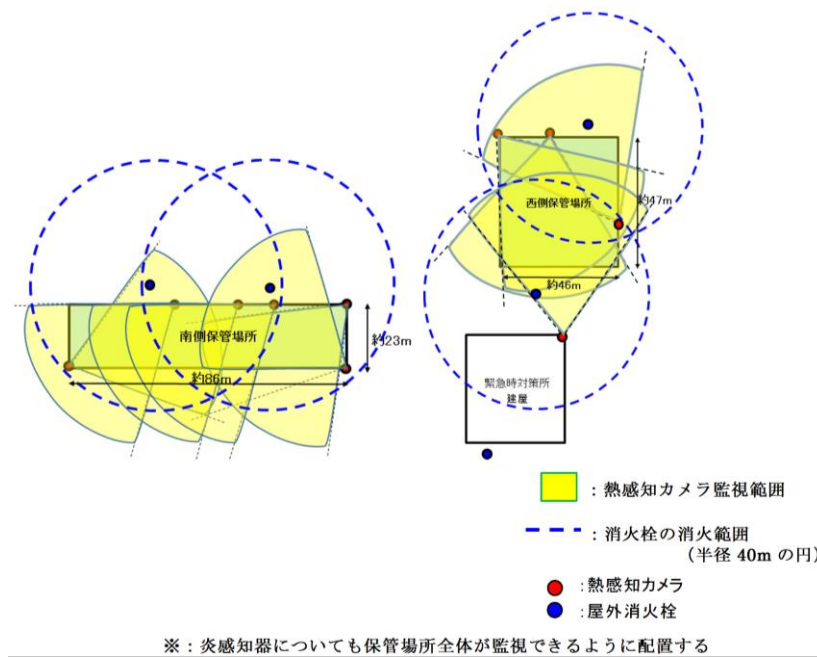 西側保管場所
約47m
約46m
南側保管場所
約23m
約86m
緊急時対策所
建屋
：熱感知カメラ監視範囲
：消火栓の消火範囲
（半径 40m の円）
：熱感知カメラ
：屋外消火栓
※：炎感知器についても保管場所全体が監視できるように配置する